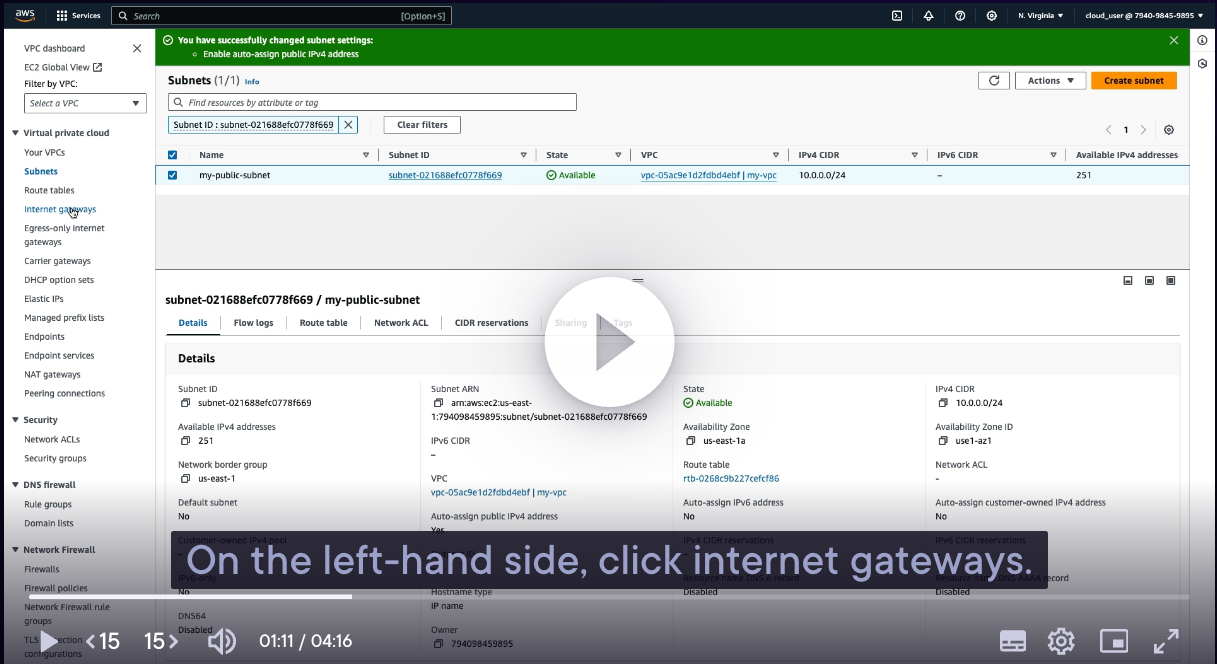 aws Services Search [Option+S] N. Virginia cloud_user @ 7940-9845-9895
VPC dashboard
EC2 Global View
Filter by VPC:
Select a VPC
Virtual private cloud
Your VPCs
Subnets
Route tables
Internet gateways
Egress-only internet
gateways
Carrier gateways
DHCP option sets
Elastic IPs
Managed prefix lists
Endpoints
Endpoint services
NAT gateways
Peering connections
Security
Network ACLs
Security groups
DNS firewall
Rule groups
Domain lists
Network Firewall
Firewalls
Firewall policies
Network Firewall rule
groups
TLS inspection
configurations
You have successfully changed subnet settings:
Enable auto-assign public IPv4 address
Subnets (1/1) Info
Actions
Create subnet
Find resources by attribute or tag
Subnet ID : subnet-021688efc0778f669
Clear filters
1
Name Subnet ID State VPC IPv4 CIDR IPv6 CIDR Available IPv4 addresses
my-public-subnet subnet-021688efc0778f669 Available vpc-05ac9e1d2fdbd4ebf | my-vpc 10.0.0.0/24 – 251
subnet-021688efc0778f669 / my-public-subnet
Details Flow logs Route table Network ACL CIDR reservations Sharing Tags
Details
Subnet ID
subnet-021688efc0778f669
Available IPv4 addresses
251
Network border group
us-east-1
Default subnet
No
Customer-owned IPv4 pool
IPv6-only
No
DNS64
Disabled
Subnet ARN
arn:aws:ec2:us-east-
1:794098459895:subnet/subnet-021688efc0778f669
IPv6 CIDR
–
VPC
vpc-05ac9e1d2fdbd4ebf | my-vpc
Auto-assign public IPv4 address
Yes
Hostname type
IP name
Owner
794098459895
State
Available
Availability Zone
us-east-1a
Route table
rtb-0268c9b227cefcf86
Auto-assign IPv6 address
No
IPv4 CIDR reservations
Resource name DNS A record
Disabled
IPv4 CIDR
10.0.0.0/24
Availability Zone ID
use1-az1
Network ACL
-
Auto-assign customer-owned IPv4 address
No
IPv6 CIDR reservations
Resource name DNS AAAA record
Disabled
On the left-hand side, click internet gateways.
15 15 01:11 / 04:16